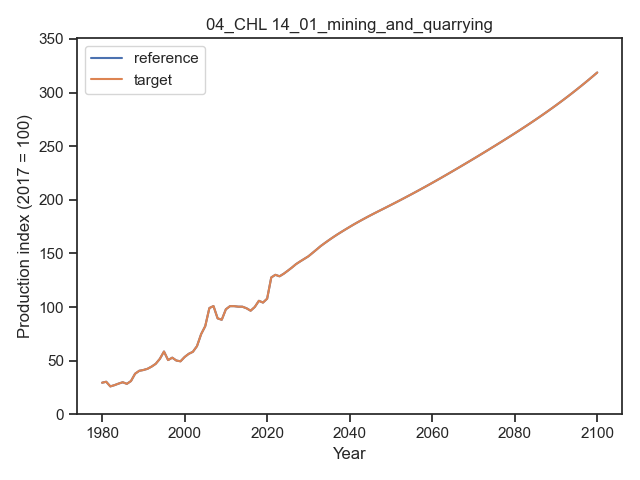 04_CHL 14_01_mining_and_quarrying
reference
target
Production index (2017 = 100)
350
300
250
200
150
100
50
0
1980 2000 2020 2040 2060 2080 2100
Year